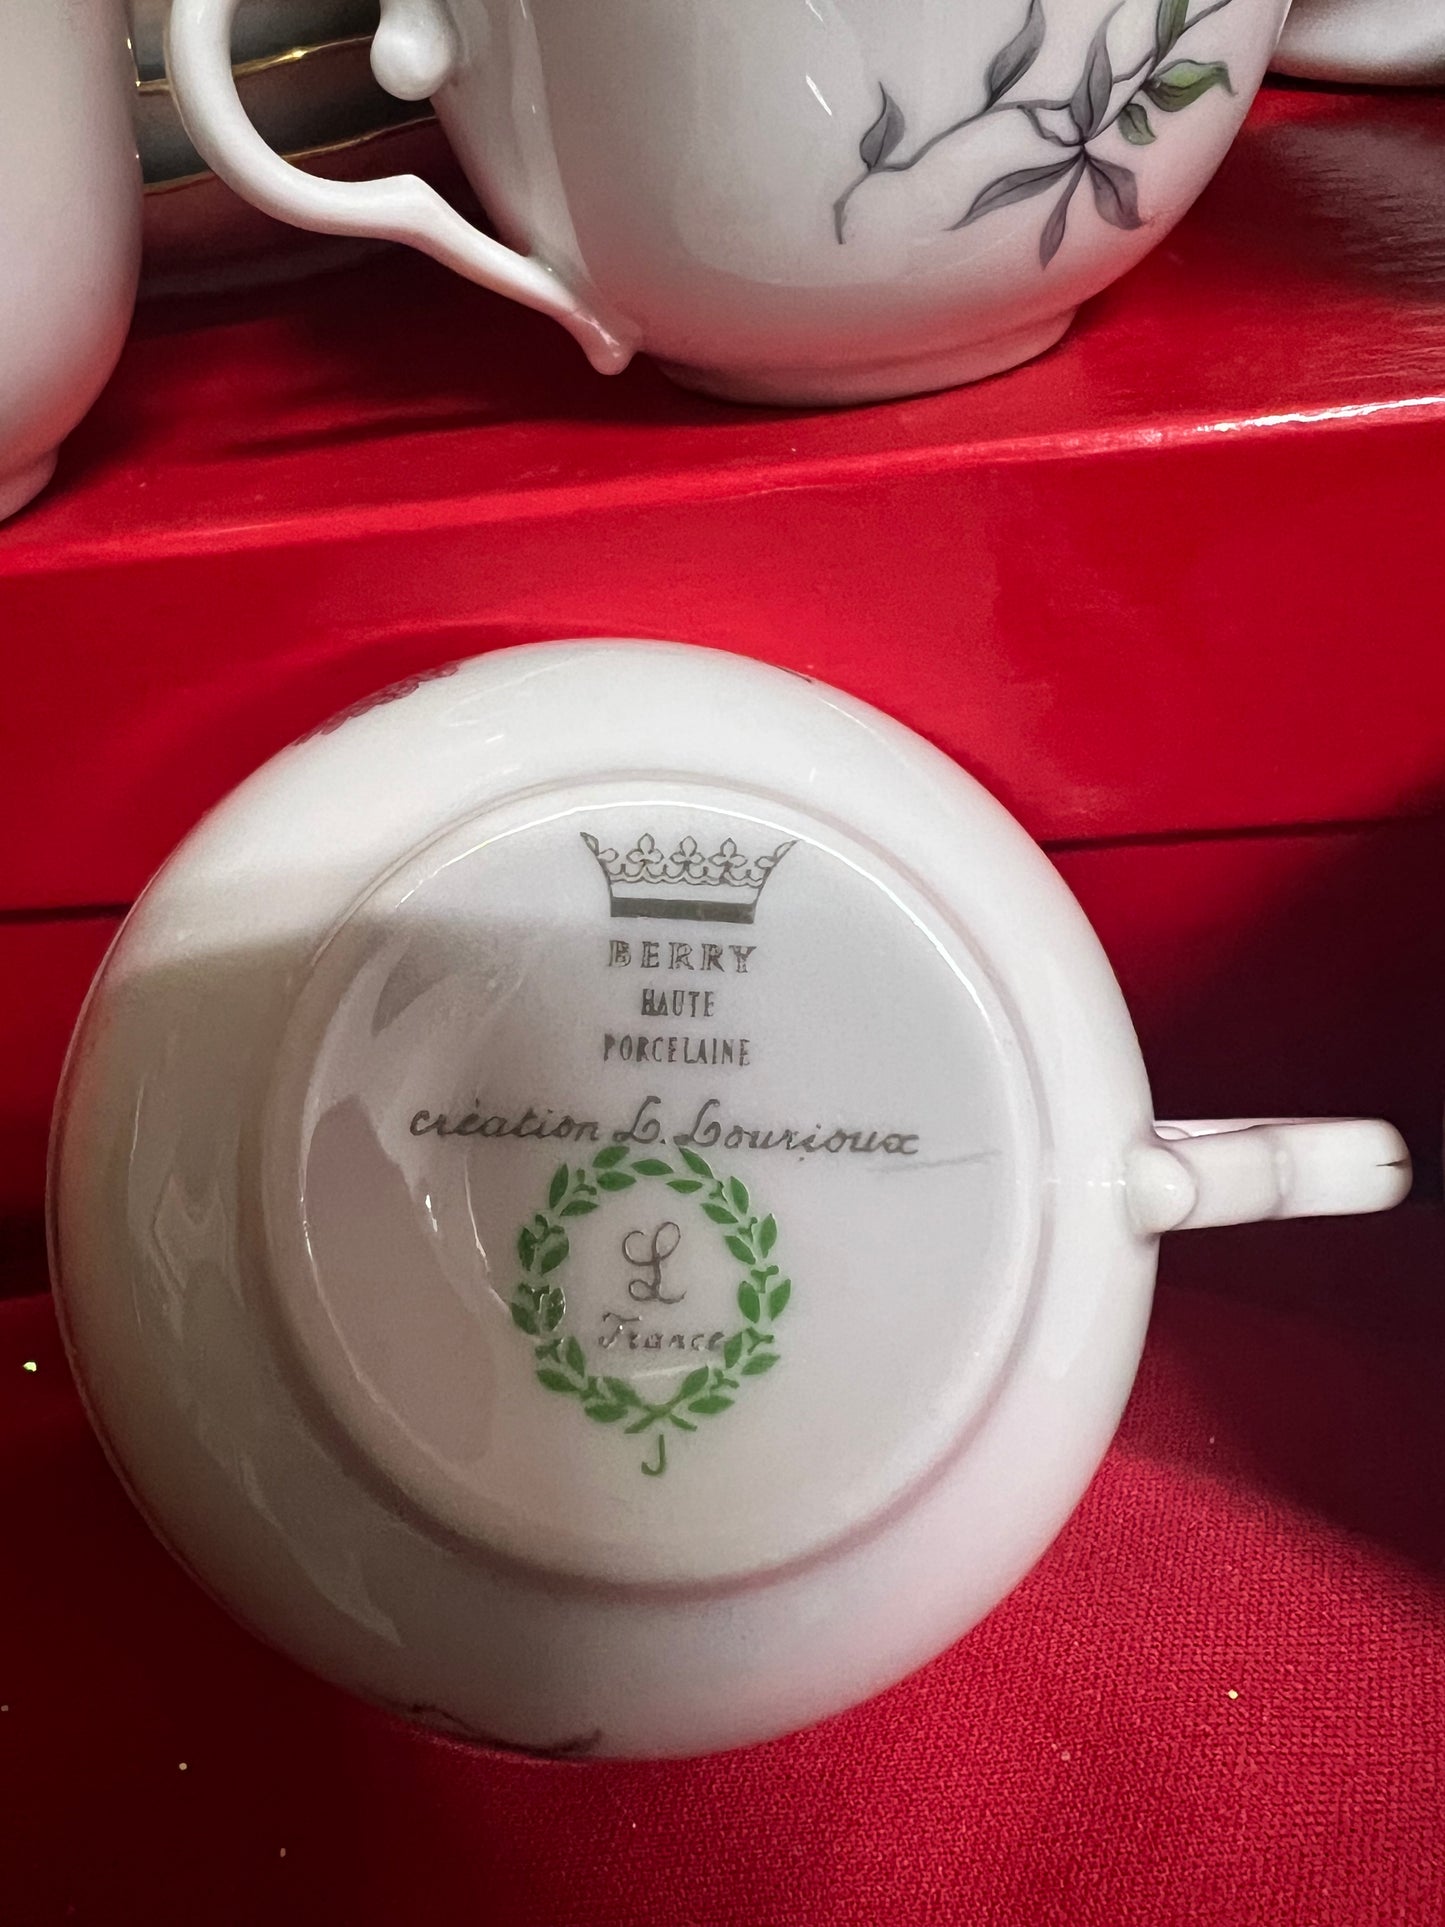 BERRY
HAUTE
PORCELAINE
création L. Lourioux
L
France
J